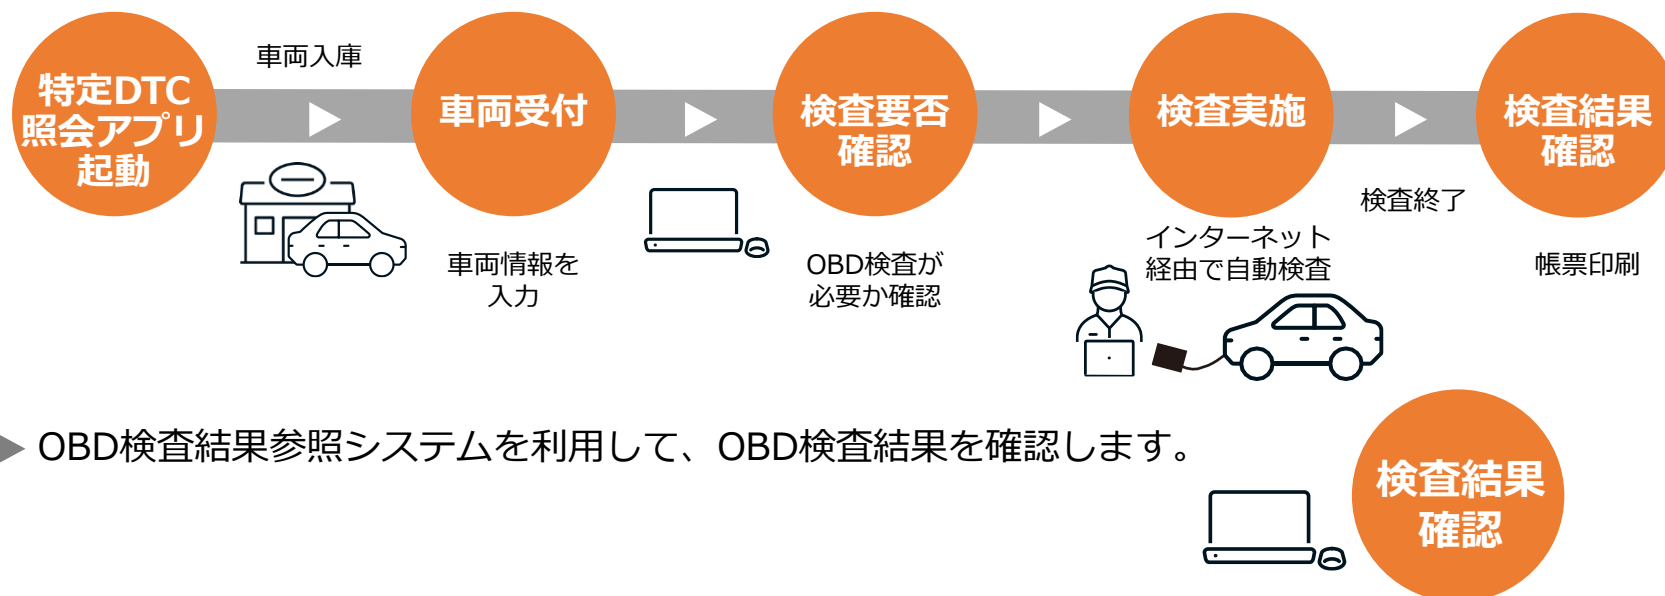 特定DTC
照会アプリ
起動
車両入庫
車両受付
車両情報を
入力
検査要否
確認
OBD検査が
必要か確認
検査実施
インターネット
経由で自動検査
検査終了
検査結果
確認
帳票印刷
OBD検査結果参照システムを利用して、OBD検査結果を確認します。
検査結果
確認